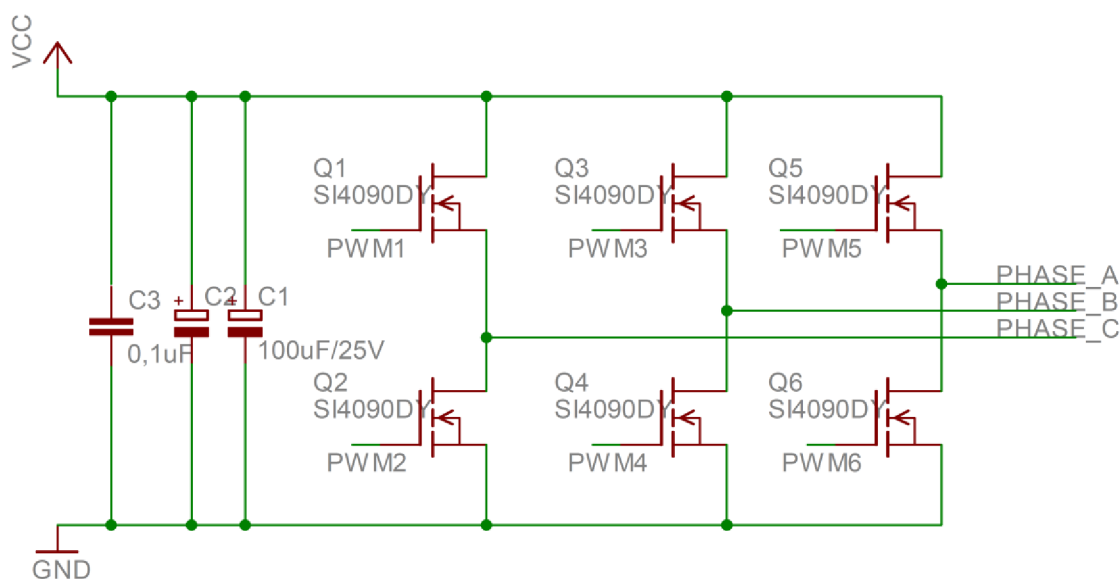 VCC
Q1
SI4090DY
PWM1
Q3
SI4090DY
PWM3
Q5
SI4090DY
PWM5
PHASE_A
PHASE_B
PHASE_C
C3
0,1uF
+ C2
+ C1
100uF/25V
Q2
SI4090DY
PWM2
Q4
SI4090DY
PWM4
Q6
SI4090DY
PWM6
GND